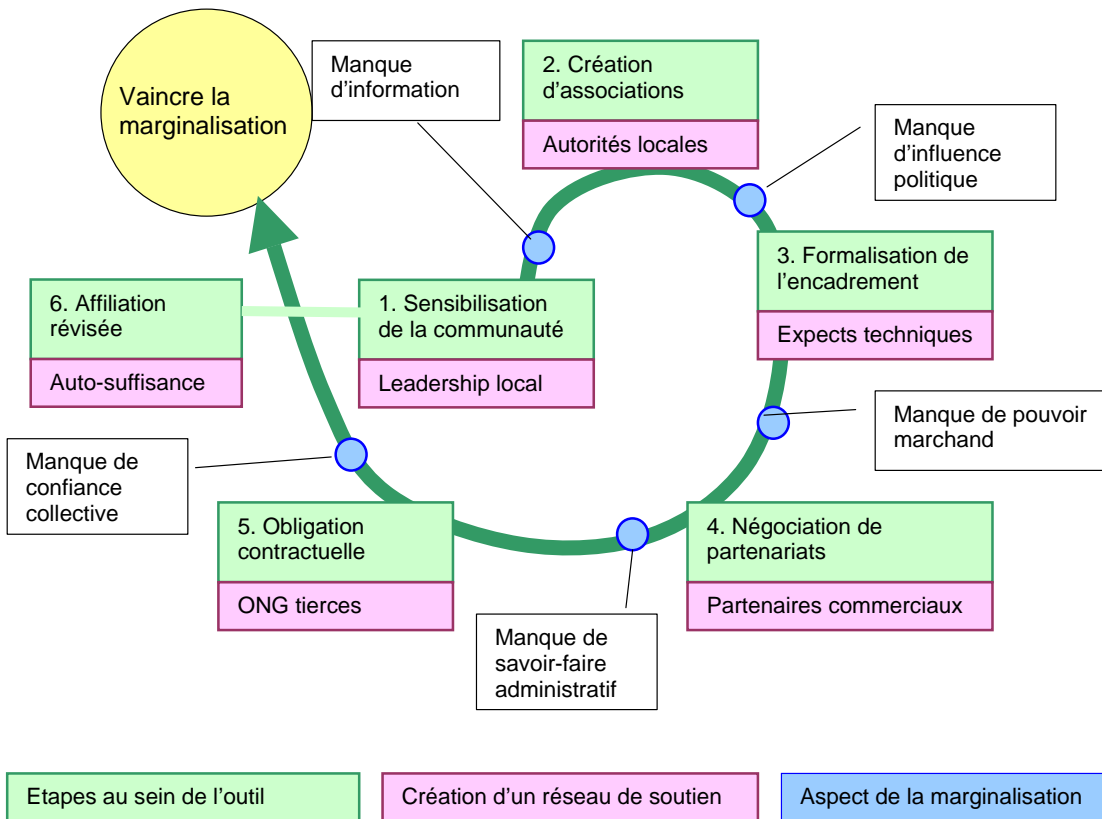 Vaincre la
marginalisation
Manque
d'information
2. Création
d'associations
Autorités locales
Manque
d'influence
politique
3. Formalisation de
l'encadrement
Expects techniques
6. Affiliation
révisée
Auto-suffisance
1. Sensibilisation
de la communauté
Leadership local
Manque de pouvoir
marchand
Manque de
confiance
collective
5. Obligation
contractuelle
ONG tierces
4. Négociation de
partenariats
Partenaires commerciaux
Manque de
savoir-faire
administratif
Etapes au sein de l'outil
Création d'un réseau de soutien
Aspect de la marginalisation